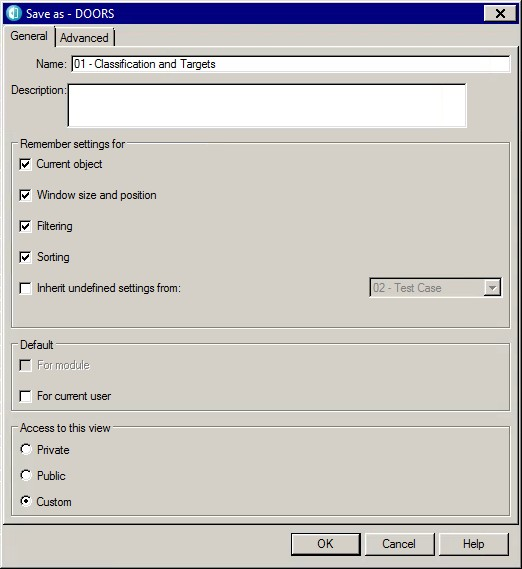 Save as - DOORS
General Advanced
Name: 01 - Classification and Targets
Description:
Remember settings for
Current object
Window size and position
Filtering
Sorting
Inherit undefined settings from: 02 - Test Case
Default
For module
For current user
Access to this view
Private
Public
Custom
OK Cancel Help